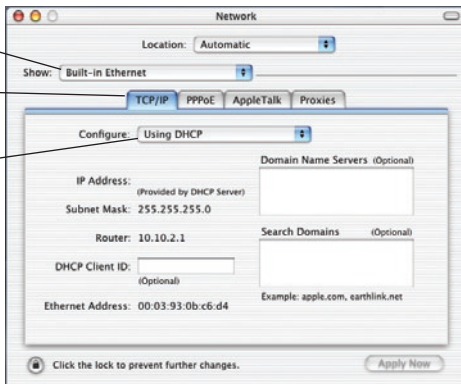 Network
Location: Automatic
Show: Built-in Ethernet
TCP/IP PPPoE AppleTalk Proxies
Configure: Using DHCP
Domain Name Servers (Optional)
IP Address:
(Provided by DHCP Server)
Subnet Mask: 255.255.255.0
Router: 10.10.2.1
Search Domains (Optional)
DHCP Client ID:
(Optional)
Example: apple.com, earthlink.net
Ethernet Address: 00:03:93:0b:c6:d4
Click the lock to prevent further changes.
Apply Now